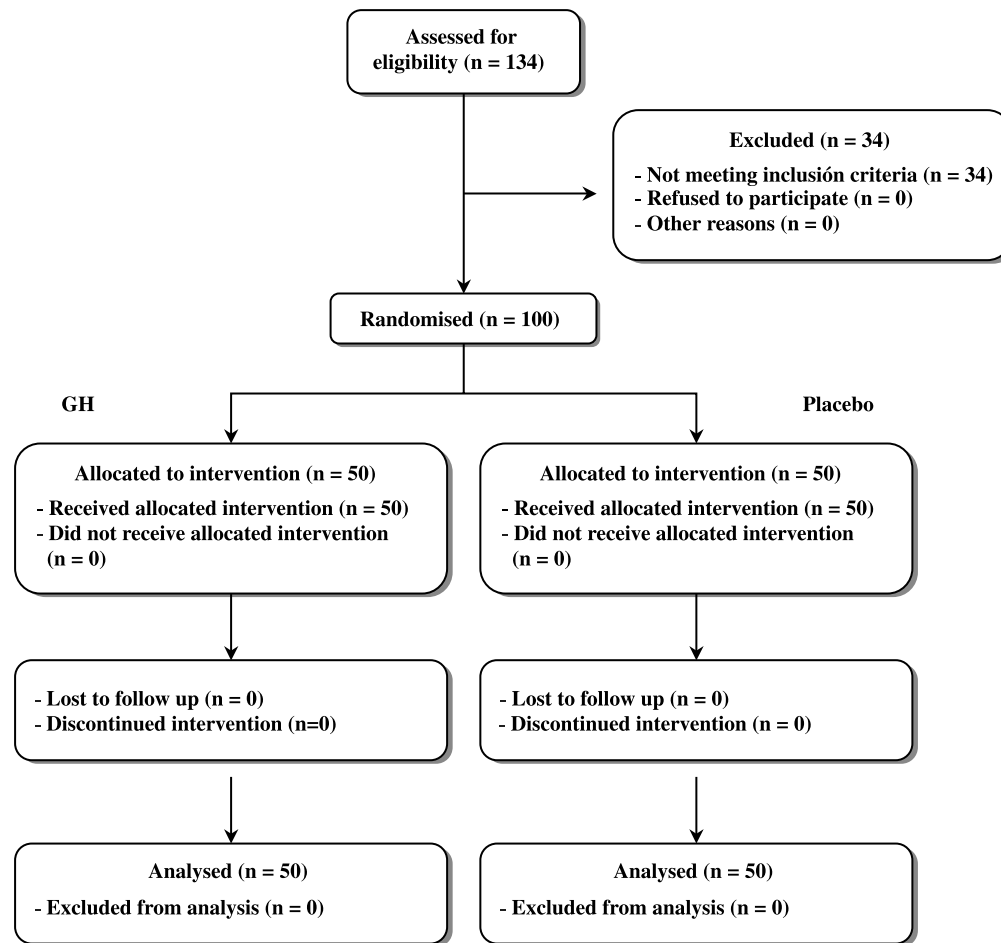 Assessed for
eligibility (n = 134)
Excluded (n = 34)
- Not meeting inclusión criteria (n = 34)
- Refused to participate (n = 0)
- Other reasons (n = 0)
Randomised (n = 100)
GH
Placebo
Allocated to intervention (n = 50)
- Received allocated intervention (n = 50)
- Did not receive allocated intervention
(n = 0)
Allocated to intervention (n = 50)
- Received allocated intervention (n = 50)
- Did not receive allocated intervention
(n = 0)
- Lost to follow up (n = 0)
- Discontinued intervention (n=0)
- Lost to follow up (n = 0)
- Discontinued intervention (n = 0)
Analysed (n = 50)
- Excluded from analysis (n = 0)
Analysed (n = 50)
- Excluded from analysis (n = 0)